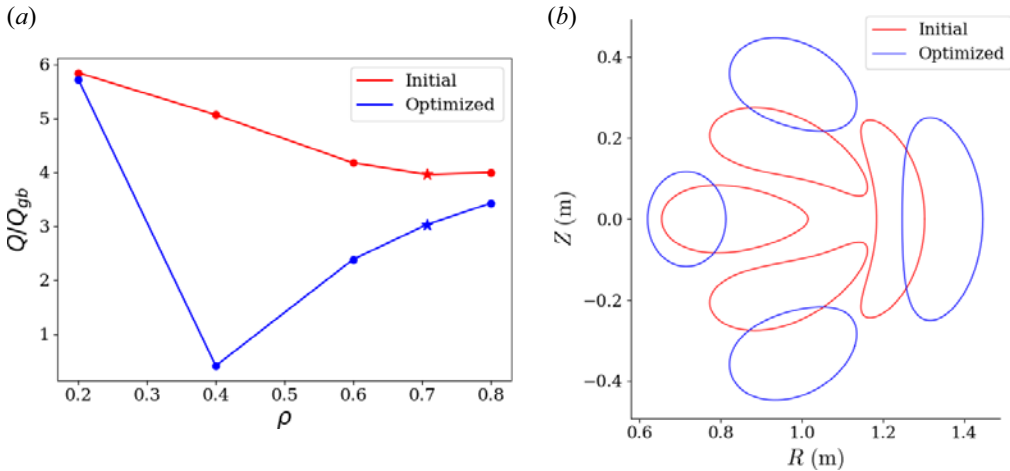 (a)
6
5
4
3
2
1
Q/Q_{gb}
0.2 0.3 0.4 0.5 0.6 0.7 0.8
ρ
Initial
Optimized
(b)
0.4
0.2
0.0
−0.2
−0.4
Z (m)
0.6 0.8 1.0 1.2 1.4
R (m)
Initial
Optimized